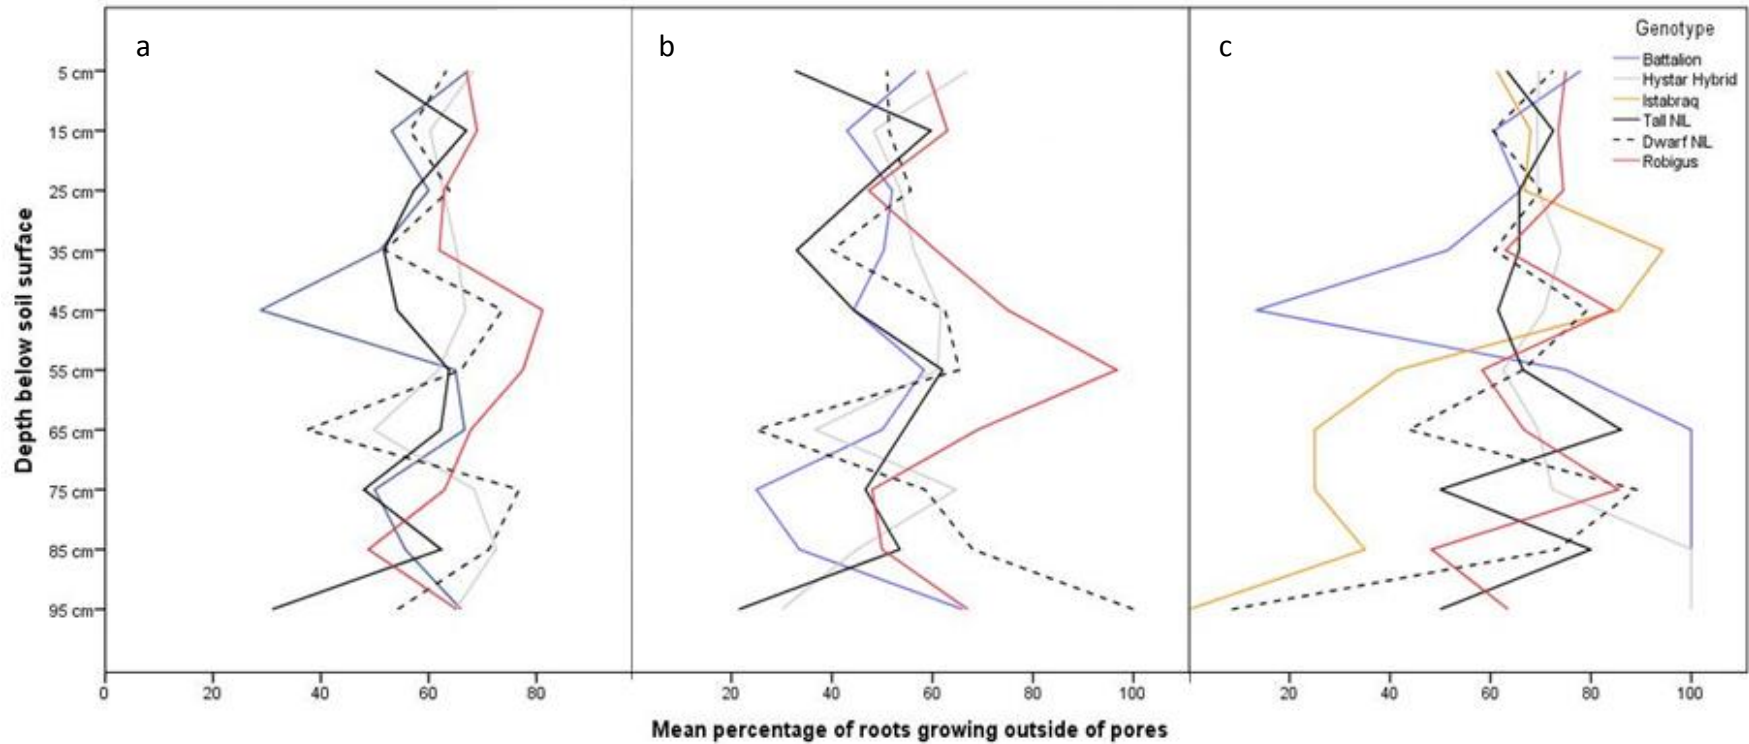 a
b
c
Genotype
Battalion
Hystar Hybrid
Istabraq
Tall NIL
Dwarf NIL
Robigus
Depth below soil surface
5 cm
15 cm
25 cm
35 cm
45 cm
55 cm
65 cm
75 cm
85 cm
95 cm
0 20 40 60 80 20 40 60 80 100 20 40 60 80 100
Mean percentage of roots growing outside of pores